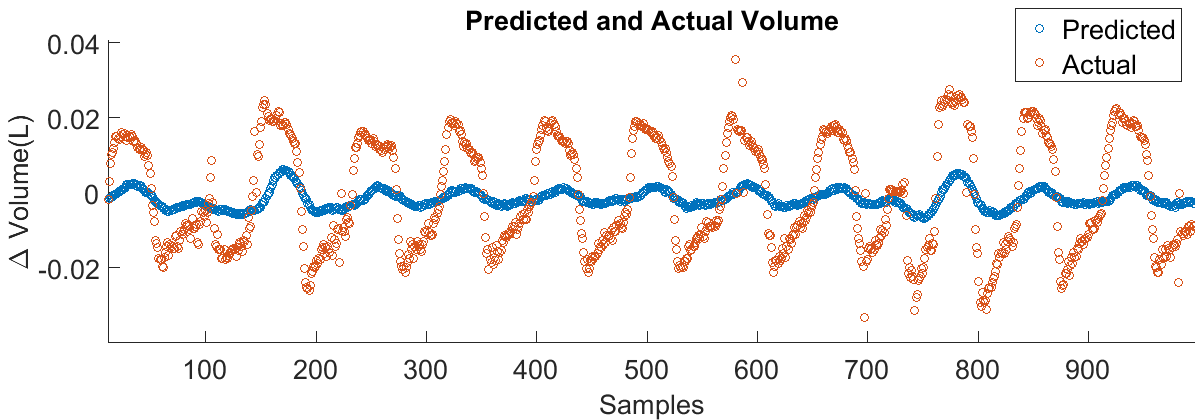 Predicted and Actual Volume
Predicted
Actual
Δ Volume(L)
0.04
0.02
0
-0.02
100 200 300 400 500 600 700 800 900
Samples